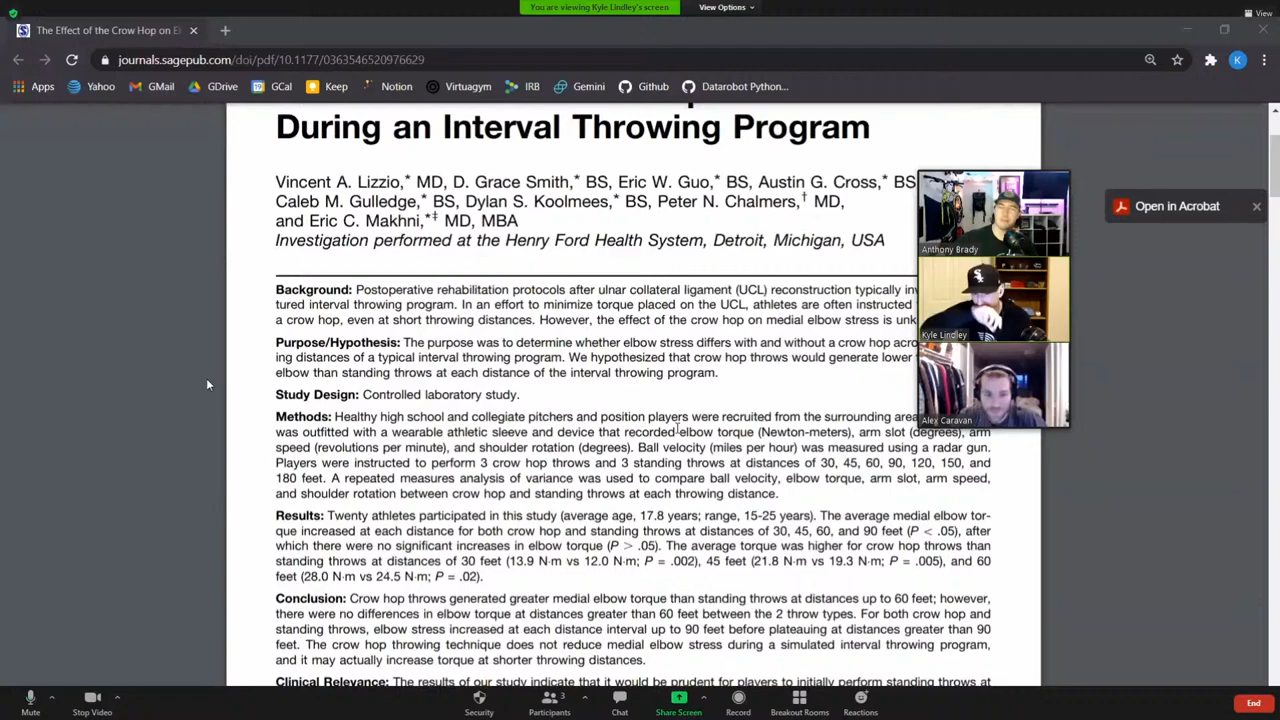 You are viewing Kyle Lindley's screen
View Options
View
The Effect of the Crow Hop on El
journals.sagepub.com/doi/pdf/10.1177/0363546520976629
K
Apps
Yahoo
GMail
GDrive
GCal
Keep
Notion
Virtuagym
IRB
Gemini
Github
Datarobot Python...
During an Interval Throwing Program
Vincent A. Lizzio,* MD, D. Grace Smith,* BS, Eric W. Guo,* BS, Austin G. Cross,* BS
Caleb M. Gulledge,* BS, Dylan S. Koolmees,* BS, Peter N. Chalmers,† MD,
and Eric C. Makhni,*‡ MD, MBA
Investigation performed at the Henry Ford Health System, Detroit, Michigan, USA
Open in Acrobat
Anthony Brady
Kyle Lindley
Alex Caravan
Background: Postoperative rehabilitation protocols after ulnar collateral ligament (UCL) reconstruction typically inv
tured interval throwing program. In an effort to minimize torque placed on the UCL, athletes are often instructed
a crow hop, even at short throwing distances. However, the effect of the crow hop on medial elbow stress is unk
Purpose/Hypothesis: The purpose was to determine whether elbow stress differs with and without a crow hop acro
ing distances of a typical interval throwing program. We hypothesized that crow hop throws would generate lower
elbow than standing throws at each distance of the interval throwing program.
Study Design: Controlled laboratory study.
Methods: Healthy high school and collegiate pitchers and position players were recruited from the surrounding area
was outfitted with a wearable athletic sleeve and device that recorded elbow torque (Newton-meters), arm slot (degrees), arm
speed (revolutions per minute), and shoulder rotation (degrees). Ball velocity (miles per hour) was measured using a radar gun.
Players were instructed to perform 3 crow hop throws and 3 standing throws at distances of 30, 45, 60, 90, 120, 150, and
180 feet. A repeated measures analysis of variance was used to compare ball velocity, elbow torque, arm slot, arm speed,
and shoulder rotation between crow hop and standing throws at each throwing distance.
Results: Twenty athletes participated in this study (average age, 17.8 years; range, 15-25 years). The average medial elbow tor-
que increased at each distance for both crow hop and standing throws at distances of 30, 45, 60, and 90 feet (P < .05), after
which there were no significant increases in elbow torque (P > .05). The average torque was higher for crow hop throws than
standing throws at distances of 30 feet (13.9 N·m vs 12.0 N·m; P = .002), 45 feet (21.8 N·m vs 19.3 N·m; P = .005), and 60
feet (28.0 N·m vs 24.5 N·m; P = .02).
Conclusion: Crow hop throws generated greater medial elbow torque than standing throws at distances up to 60 feet; however,
there were no differences in elbow torque at distances greater than 60 feet between the 2 throw types. For both crow hop and
standing throws, elbow stress increased at each distance interval up to 90 feet before plateauing at distances greater than 90
feet. The crow hop throwing technique does not reduce medial elbow stress during a simulated interval throwing program,
and it may actually increase torque at shorter throwing distances.
Clinical Relevance: The results of our study indicate that it would be prudent for players to initially perform standing throws at
Mute
Stop Video
Security
Participants
3
Chat
Share Screen
Record
Breakout Rooms
Reactions
End